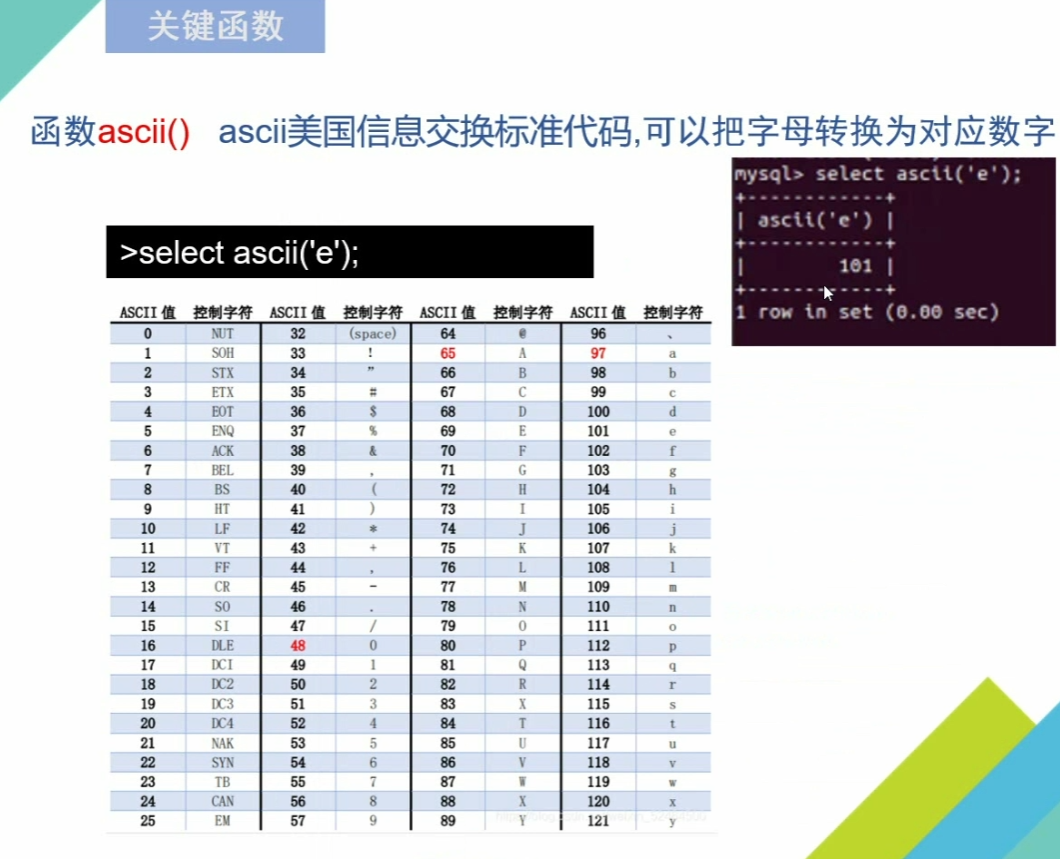 关键函数
函数ascii() ascii美国信息交换标准代码,可以把字母转换为对应数字
mysql> select ascii('e');
+------------+
| ascii('e') |
+------------+
| 101 |
+------------+
1 row in set (0.00 sec)
>select ascii('e');
ASCII 值 控制字符 ASCII 值 控制字符 ASCII 值 控制字符 ASCII 值 控制字符
0 NUT 32 (space) 64 @ 96 、
1 SOH 33 ! 65 A 97 a
2 STX 34 ” 66 B 98 b
3 ETX 35 # 67 C 99 c
4 EOT 36 $ 68 D 100 d
5 ENQ 37 % 69 E 101 e
6 ACK 38 & 70 F 102 f
7 BEL 39 , 71 G 103 g
8 BS 40 ( 72 H 104 h
9 HT 41 ) 73 I 105 i
10 LF 42 * 74 J 106 j
11 VT 43 + 75 K 107 k
12 FF 44 , 76 L 108 l
13 CR 45 - 77 M 109 m
14 SO 46 . 78 N 110 n
15 SI 47 / 79 O 111 o
16 DLE 48 0 80 P 112 p
17 DCI 49 1 81 Q 113 q
18 DC2 50 2 82 R 114 r
19 DC3 51 3 83 X 115 s
20 DC4 52 4 84 T 116 t
21 NAK 53 5 85 U 117 u
22 SYN 54 6 86 V 118 v
23 TB 55 7 87 W 119 w
24 CAN 56 8 88 X 120 x
25 EM 57 9 89 Y 121 y